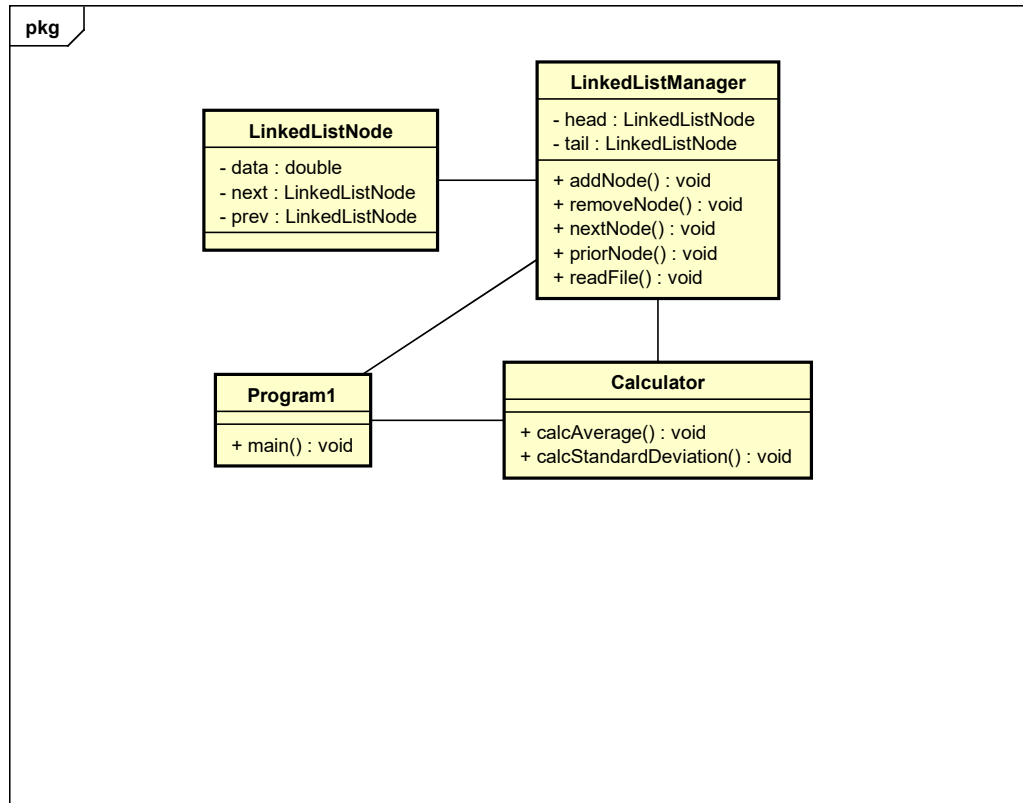 pkg
LinkedListManager
- head : LinkedListNode
- tail : LinkedListNode
+ addNode() : void
+ removeNode() : void
+ nextNode() : void
+ priorNode() : void
+ readFile() : void
LinkedListNode
- data : double
- next : LinkedListNode
- prev : LinkedListNode
Program1
+ main() : void
Calculator
+ calcAverage() : void
+ calcStandardDeviation() : void